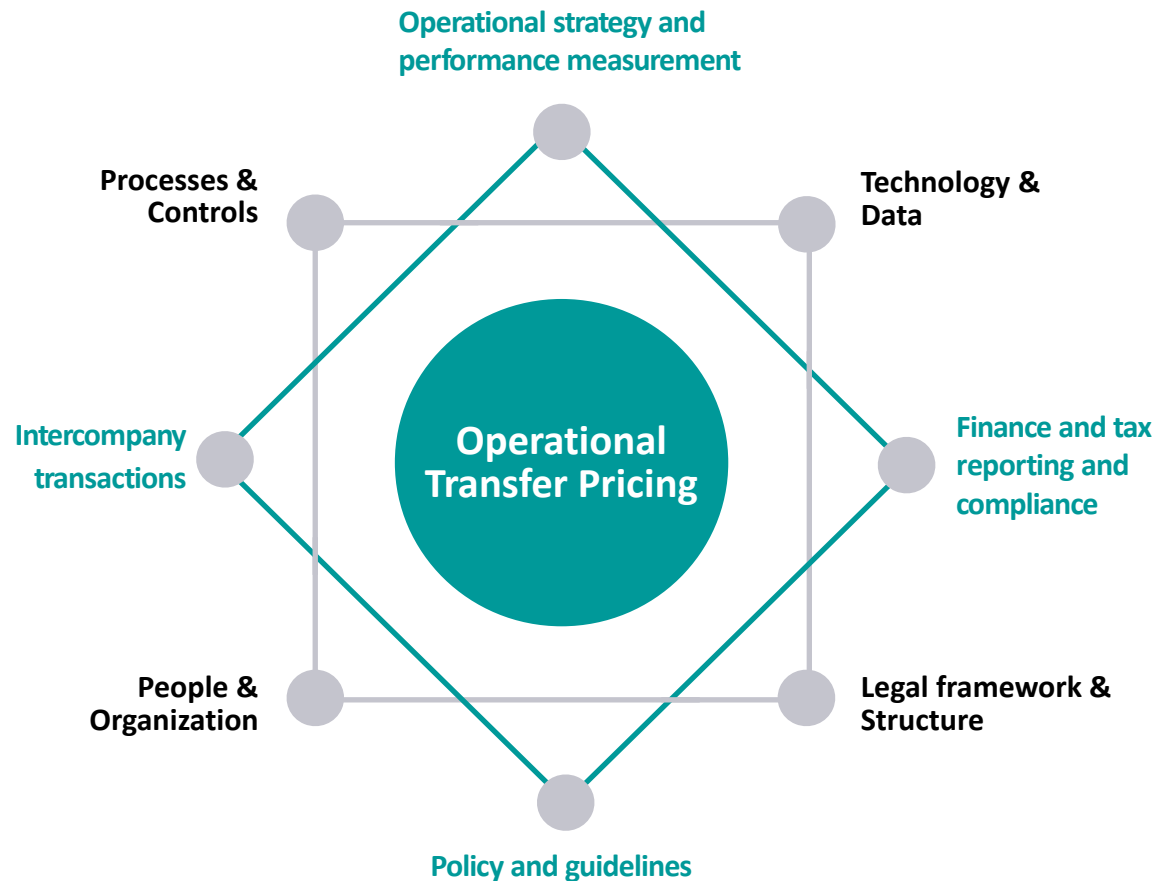 Operational strategy and
performance measurement
Processes &
Controls
Technology &
Data
Intercompany
transactions
Operational
Transfer Pricing
Finance and tax
reporting and
compliance
People &
Organization
Legal framework &
Structure
Policy and guidelines